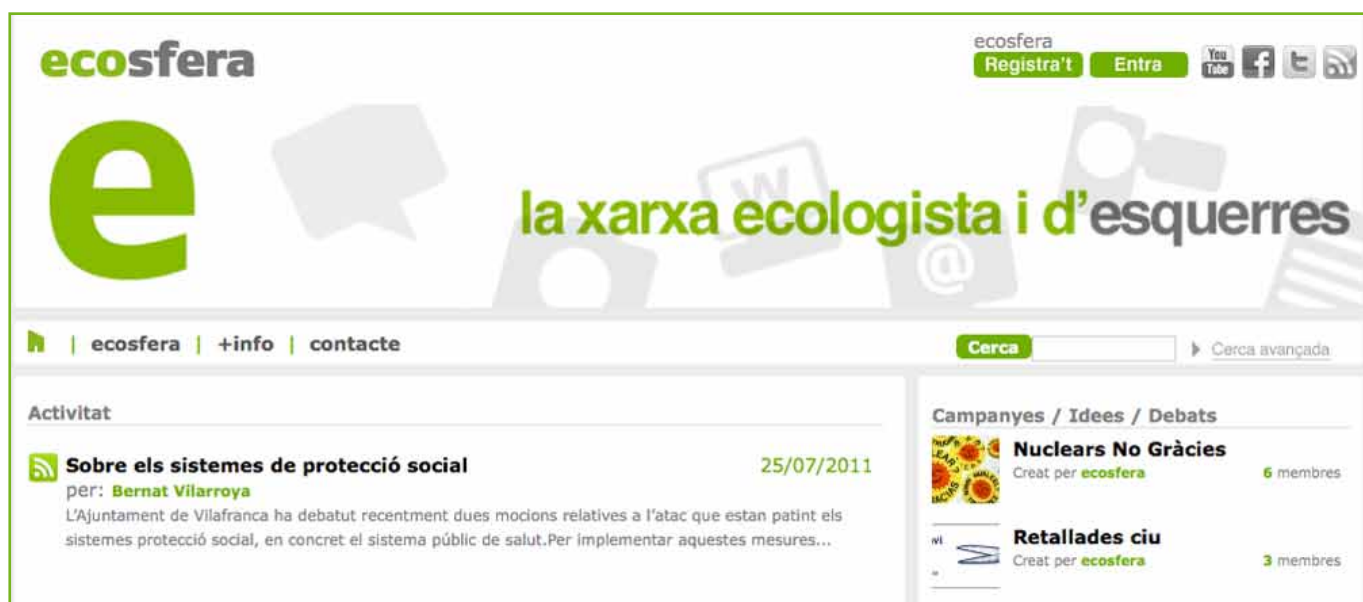 ecosfera
ecosfera
Registra't Entra You Tube f t
e
la xarxa ecologista i d'esquerres
W
@
| ecosfera | +info | contacte
Cerca Cerca avançada
Activitat
Sobre els sistemes de protecció social 25/07/2011
per: Bernat Vilarroya
L'Ajuntament de Vilafranca ha debatut recentment dues mocions relatives a l'atac que estan patint els
sistemes protecció social, en concret el sistema públic de salut.Per implementar aquestes mesures...
Campanyes / Idees / Debats
Nuclears No Gràcies
Creat per ecosfera 6 membres
Retallades ciu
Creat per ecosfera 3 membres